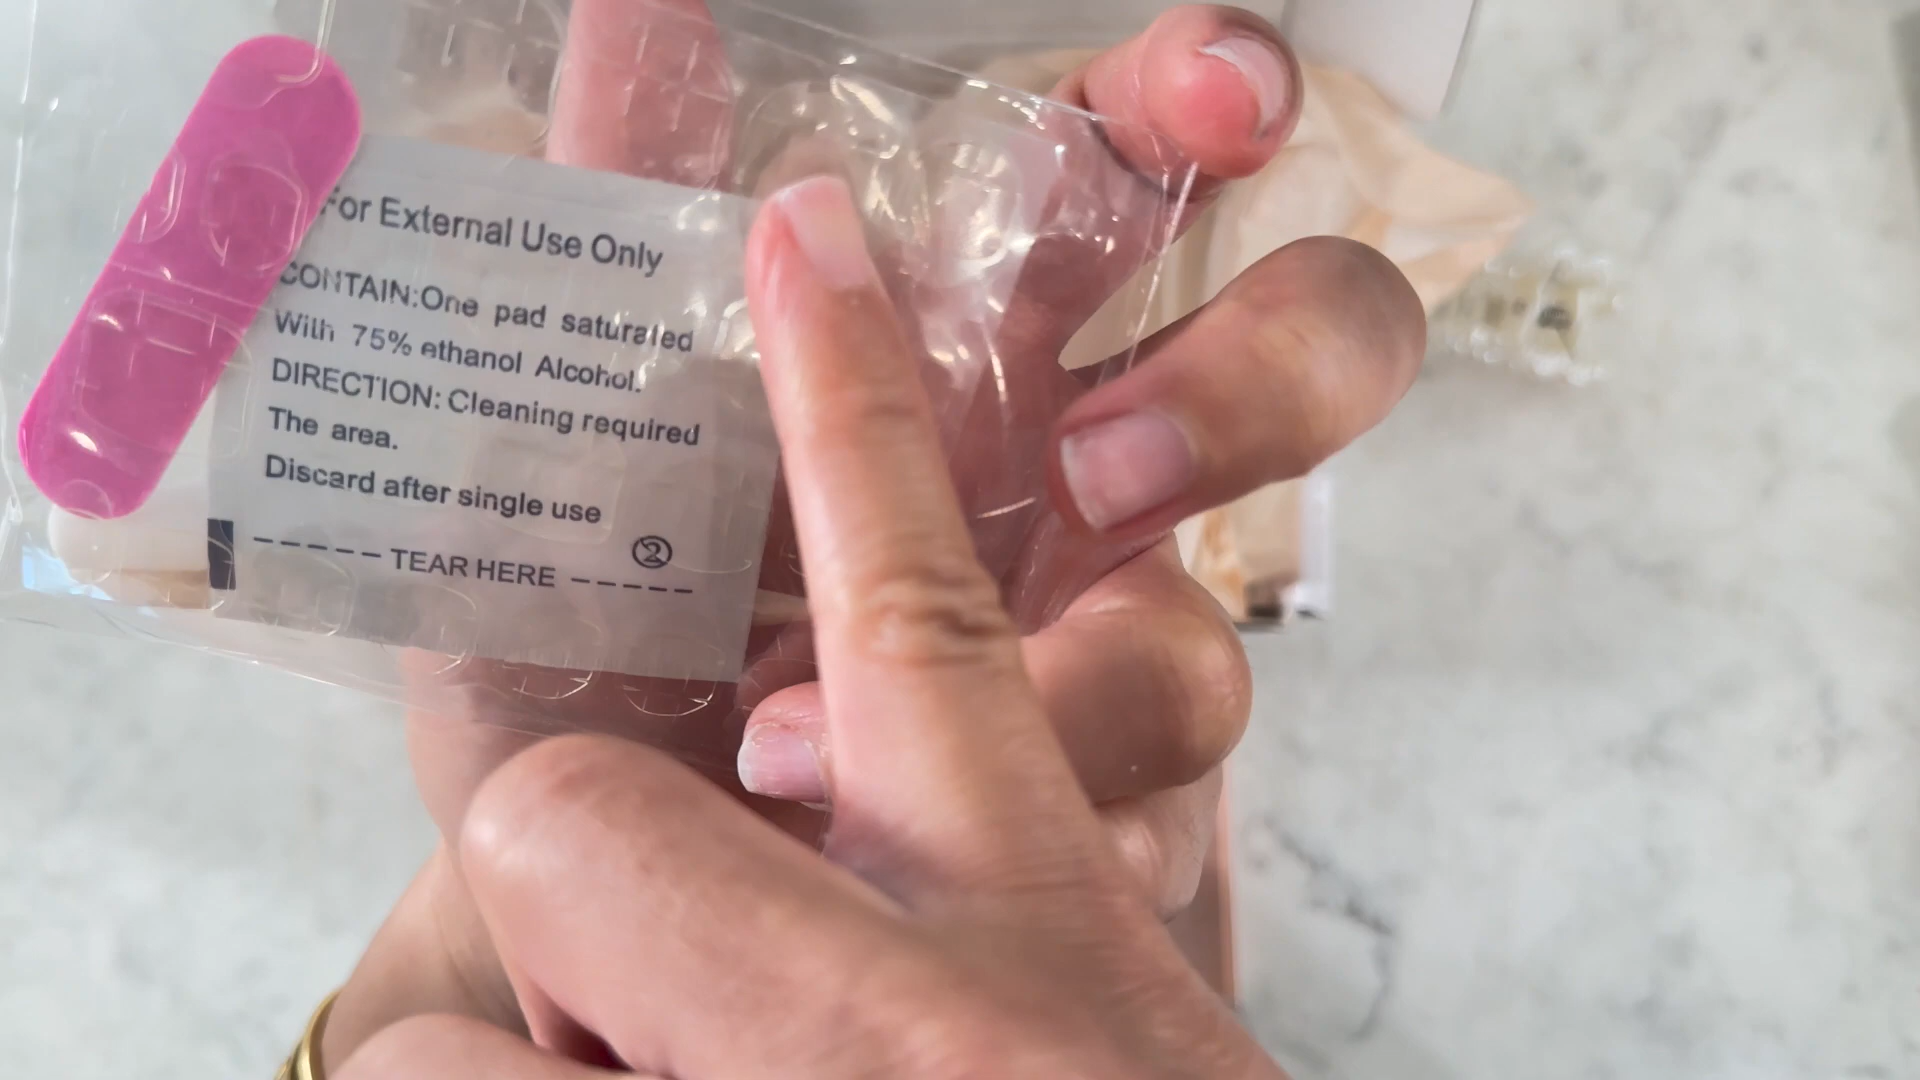 For External Use Only
CONTAIN:One pad saturated
With 75% ethanol Alcohol.
DIRECTION: Cleaning required
The area.
Discard after single use
②
----- TEAR HERE -----